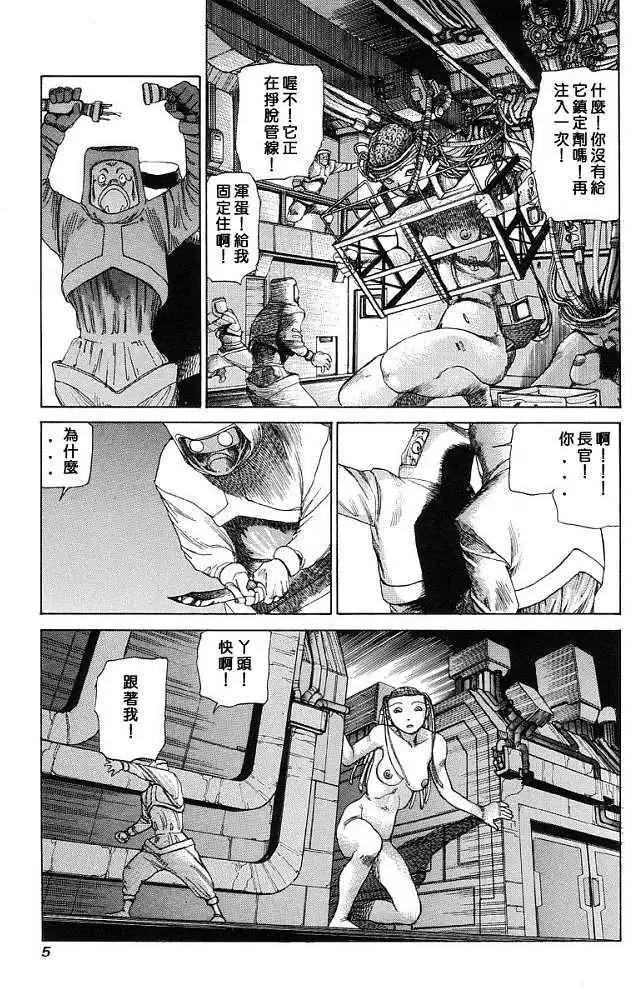 什麼！你沒有給
它鎮定劑嗎！再
注入一次！
喔不！它正
在掙脫管線！
渾蛋！給我
固定住啊！
啊！！！
長官！
你．．．
為什麼
．．．
丫頭！
快啊！
跟著我！
5